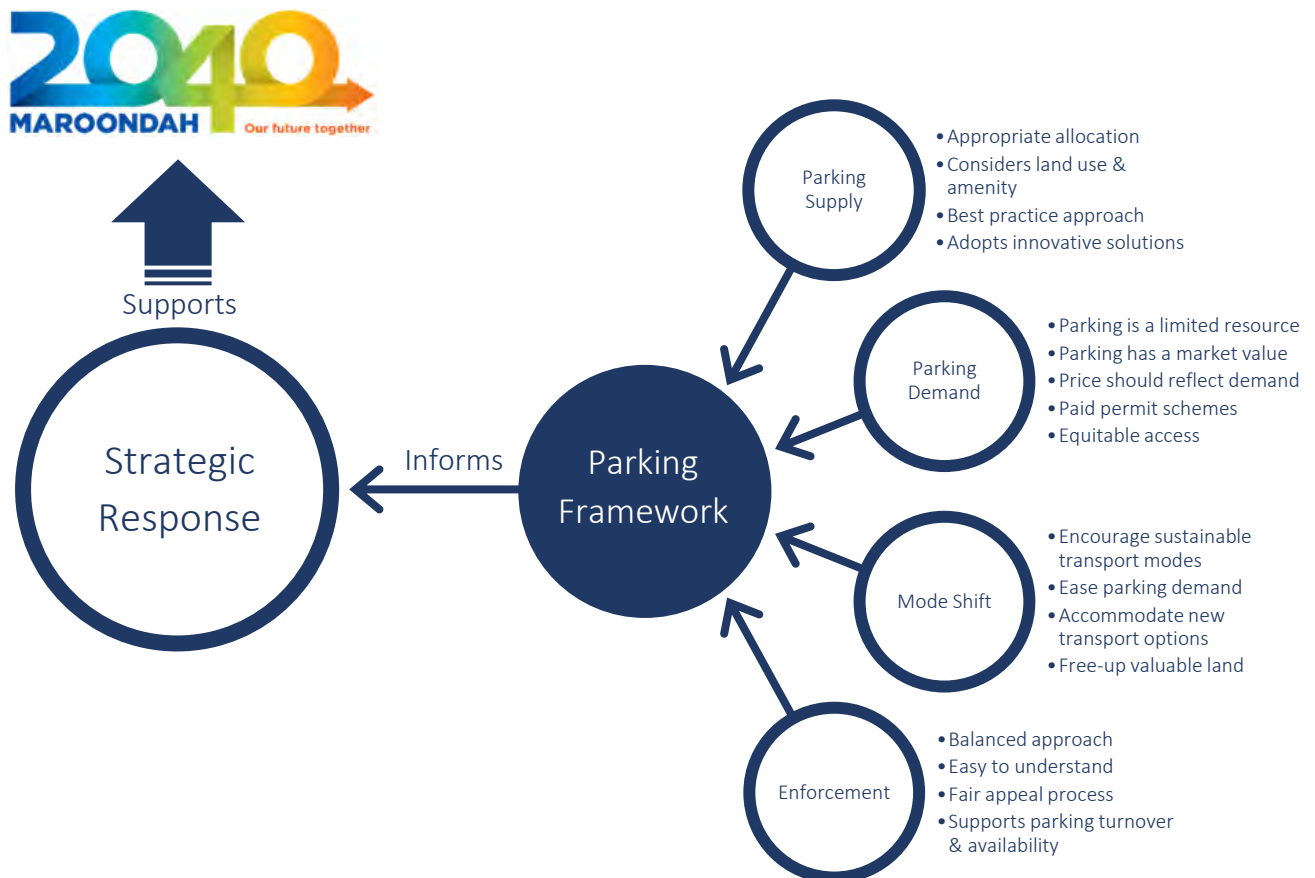 2040
MAROONDAH
Our future together
Supports
Strategic
Response
Informs
Parking
Framework
Parking
Supply
•Appropriate allocation
•Considers land use &
amenity
•Best practice approach
•Adopts innovative solutions
Parking
Demand
•Parking is a limited resource
•Parking has a market value
•Price should reflect demand
•Paid permit schemes
•Equitable access
Mode Shift
•Encourage sustainable
transport modes
•Ease parking demand
•Accommodate new
transport options
•Free-up valuable land
Enforcement
•Balanced approach
•Easy to understand
•Fair appeal process
•Supports parking turnover
& availability